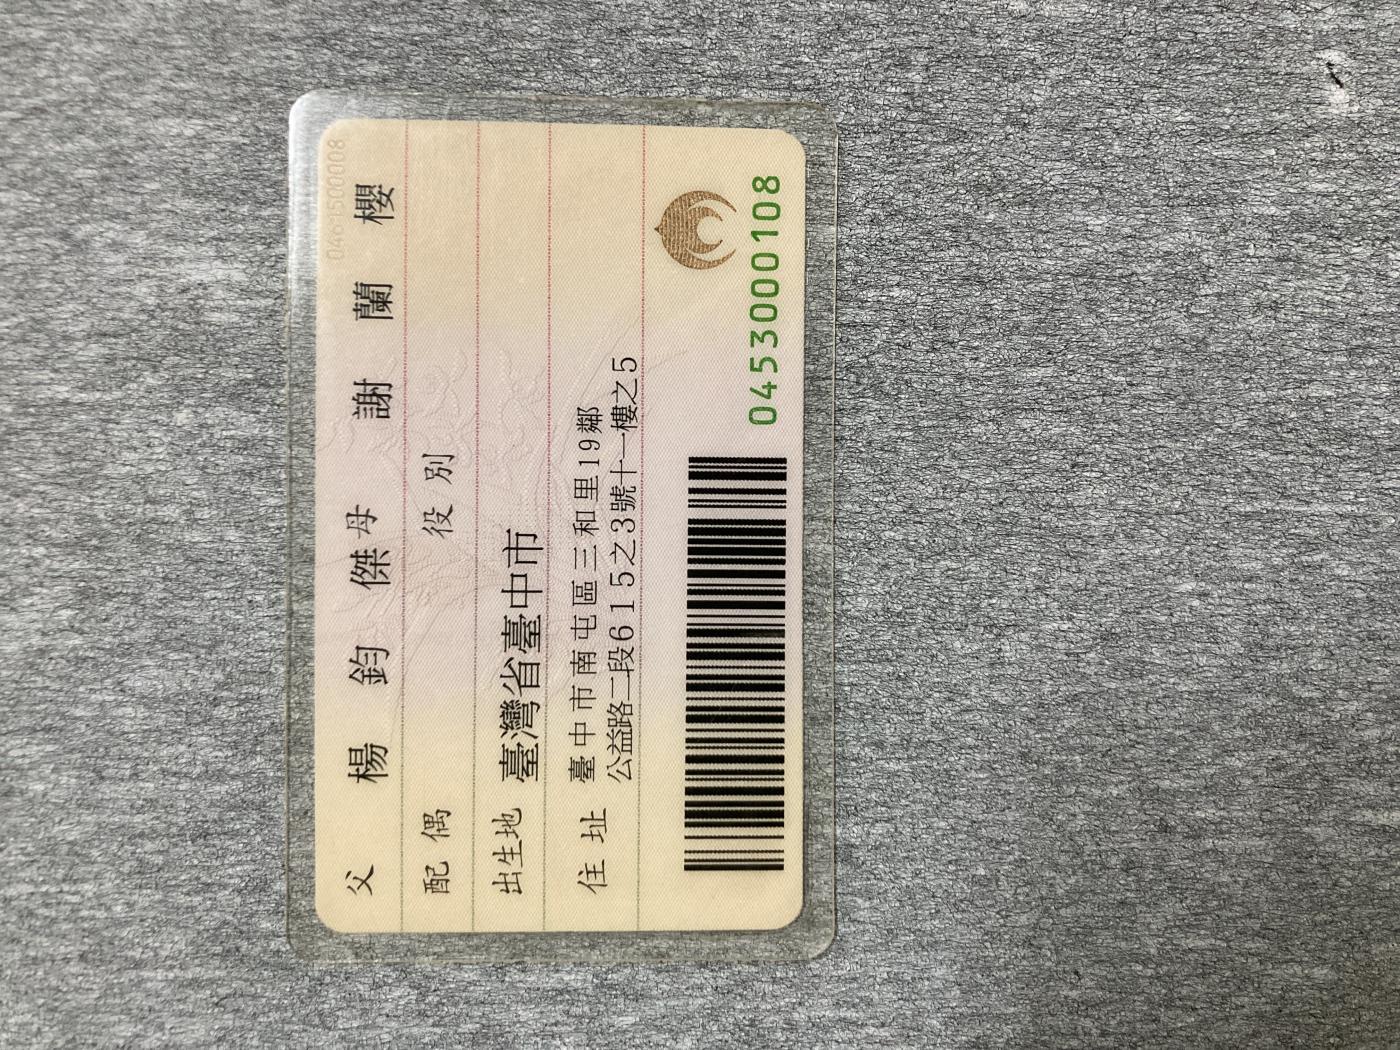 父 楊鈞傑 母 謝蘭櫻
配偶 役別
出生地 臺灣省臺中市
住址 臺中市南屯區三和里19鄰
公益路二段615之3號十一樓之5
0453000108